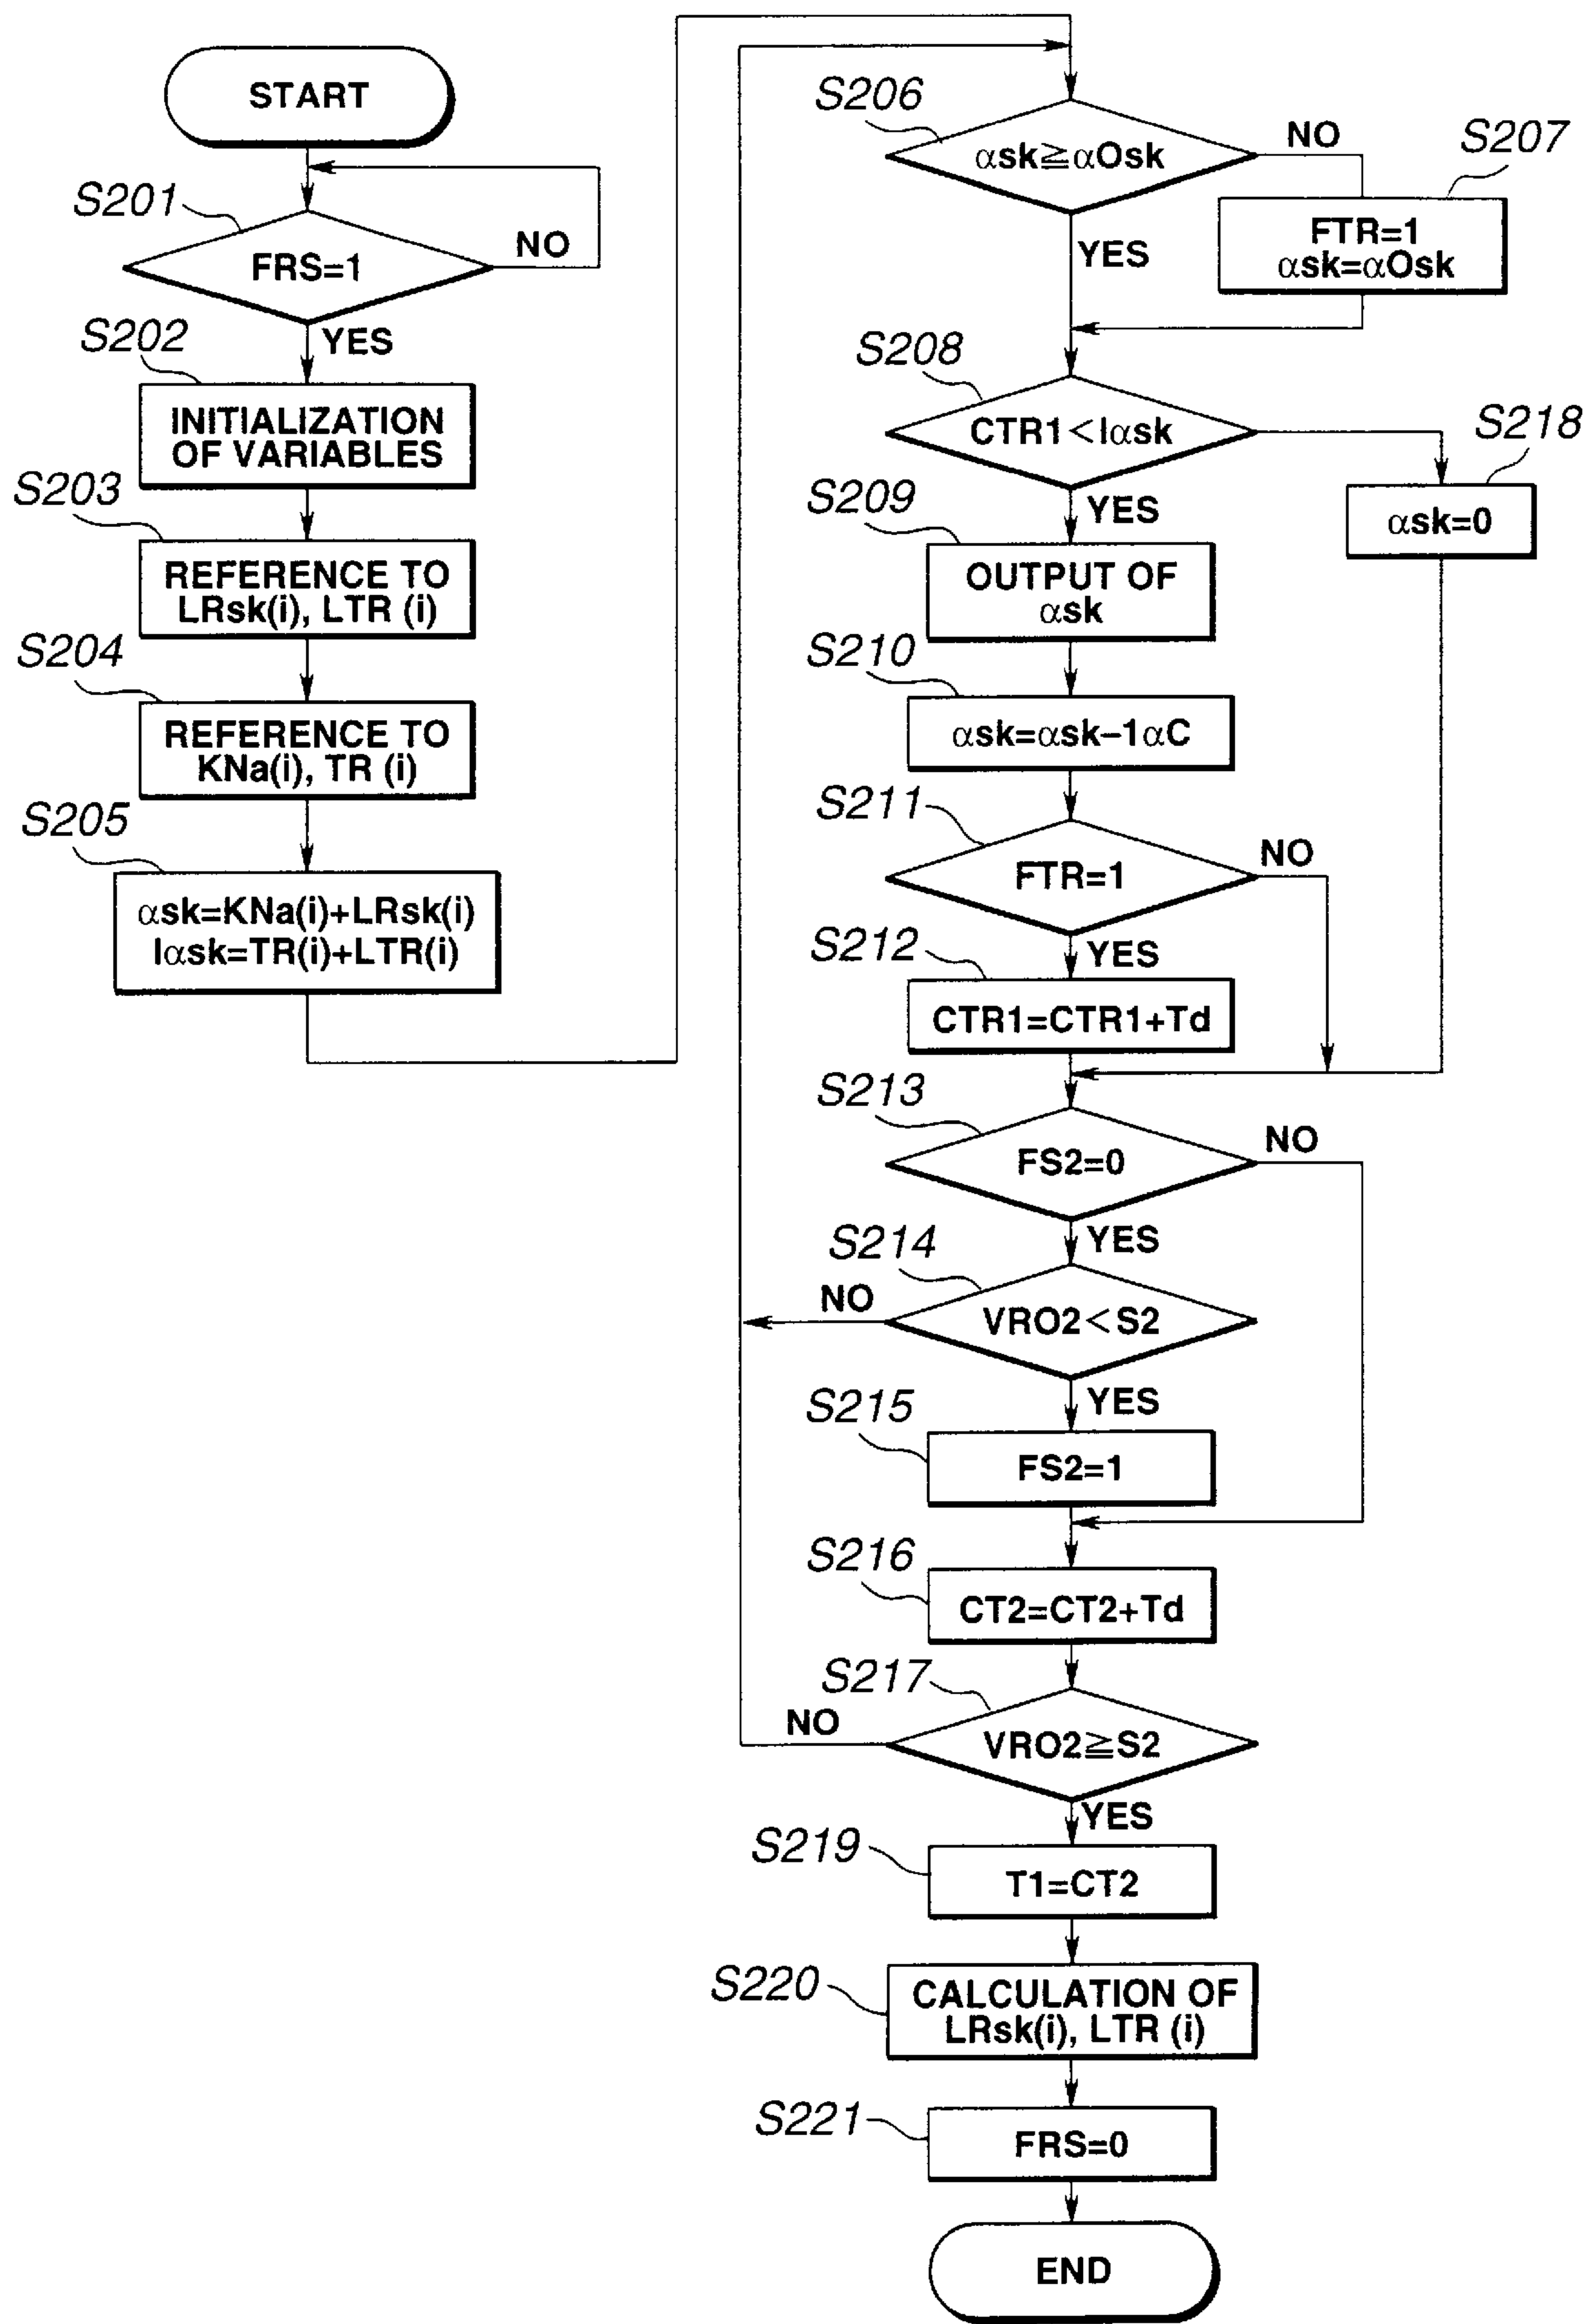 START
S201
FRS=1
NO
YES
S202
INITIALIZATION
OF VARIABLES
S203
REFERENCE TO
LRsk(i), LTR (i)
S204
REFERENCE TO
KNa(i), TR (i)
S205
αsk=KNa(i)+LRsk(i)
lαsk=TR(i)+LTR(i)
S206
αsk≧αOsk
NO
YES
S207
FTR=1
αsk=αOsk
S208
CTR1<lαsk
YES
S218
αsk=0
S209
OUTPUT OF
αsk
S210
αsk=αsk–1αC
S211
FTR=1
NO
YES
S212
CTR1=CTR1+Td
S213
FS2=0
NO
YES
S214
VRO2<S2
NO
YES
S215
FS2=1
S216
CT2=CT2+Td
S217
VRO2≧S2
NO
YES
S219
T1=CT2
S220
CALCULATION OF
LRsk(i), LTR (i)
S221
FRS=0
END